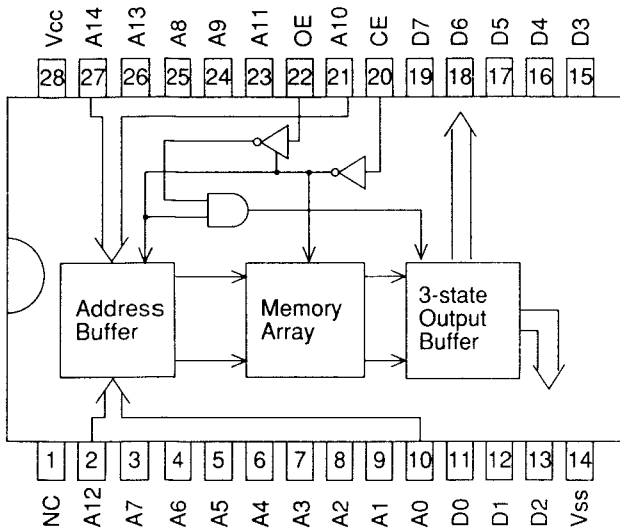 Vcc A14 A13 A8 A9 A11 OE A10 CE D7 D6 D5 D4 D3
28 27 26 25 24 23 22 21 20 19 18 17 16 15
Address
Buffer
Memory
Array
3-state
Output
Buffer
1 2 3 4 5 6 7 8 9 10 11 12 13 14
NC A12 A7 A6 A5 A4 A3 A2 A1 A0 D0 D1 D2 Vss